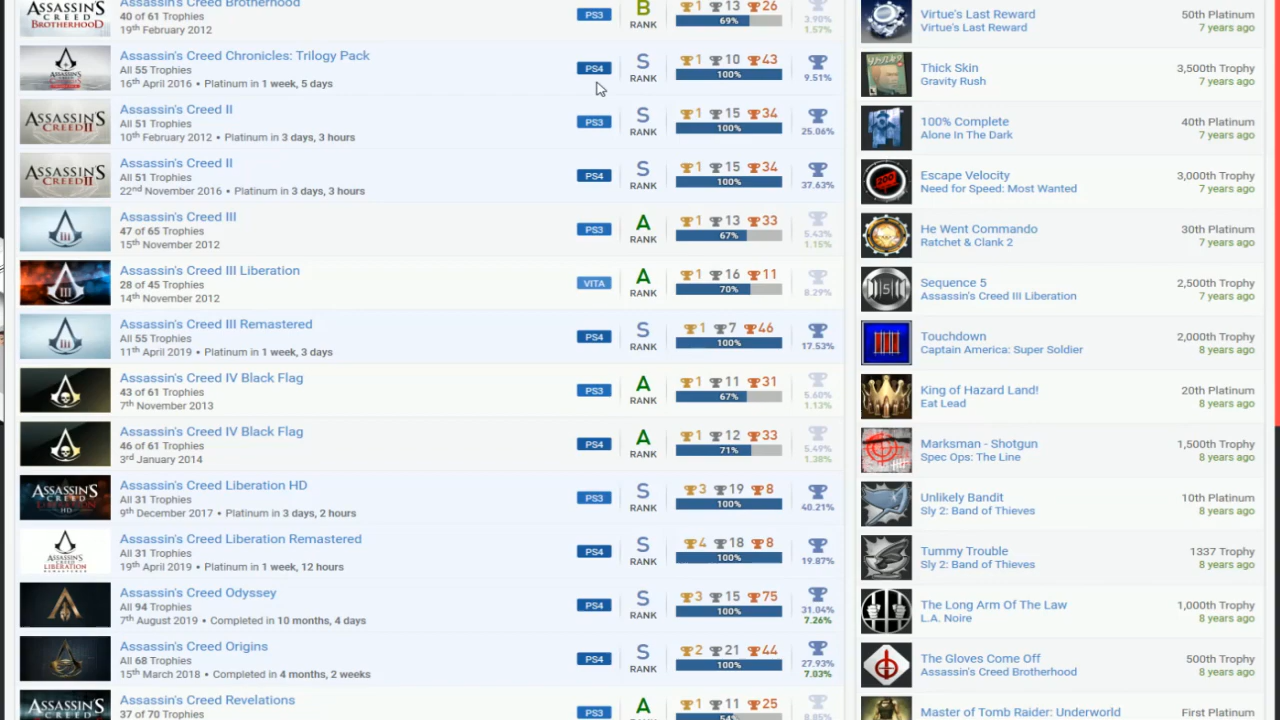 Assassin's Creed Brotherhood
40 of 61 Trophies
19th February 2012
PS3
B
RANK
1 13 26
69%
3.90%
1.57%
Assassin's Creed Chronicles: Trilogy Pack
All 55 Trophies
16th April 2016 • Platinum in 1 week, 5 days
PS4
S
RANK
1 10 43
100%
9.51%
Assassin's Creed II
All 51 Trophies
10th February 2012 • Platinum in 3 days, 3 hours
PS3
S
RANK
1 15 34
100%
25.06%
Assassin's Creed II
All 51 Trophies
22nd November 2016 • Platinum in 3 days, 3 hours
PS4
S
RANK
1 15 34
100%
37.63%
Assassin's Creed III
47 of 65 Trophies
15th November 2012
PS3
A
RANK
1 13 33
67%
5.43%
1.15%
Assassin's Creed III Liberation
28 of 45 Trophies
14th November 2012
VITA
A
RANK
1 16 11
70%
8.29%
Assassin's Creed III Remastered
All 55 Trophies
11th April 2019 • Platinum in 1 week, 3 days
PS4
S
RANK
1 7 46
100%
17.53%
Assassin's Creed IV Black Flag
43 of 61 Trophies
7th November 2013
PS3
A
RANK
1 11 31
67%
5.60%
1.13%
Assassin's Creed IV Black Flag
45 of 61 Trophies
January 2014
PS4
A
RANK
1 12 33
71%
5.49%
1.38%
Assassin's Creed Liberation HD
All 31 Trophies
9th December 2017 • Platinum in 3 days, 2 hours
PS3
S
RANK
3 19 8
100%
40.21%
Assassin's Creed Liberation Remastered
All 31 Trophies
April 2019 • Platinum in 1 week, 12 hours
PS4
S
RANK
4 18 8
100%
19.87%
Assassin's Creed Odyssey
All 94 Trophies
7th August 2019 • Completed in 10 months, 4 days
PS4
S
RANK
3 15 75
100%
31.04%
7.26%
Assassin's Creed Origins
All 68 Trophies
15th March 2018 • Completed in 4 months, 2 weeks
PS4
S
RANK
2 21 44
100%
27.93%
7.03%
Assassin's Creed Revelations
37 of 70 Trophies
PS3
A
RANK
1 11 25
54%
8.85%
Virtue's Last Reward
Virtue's Last Reward
50th Platinum
7 years ago
Thick Skin
Gravity Rush
3,500th Trophy
7 years ago
100% Complete
Alone In The Dark
40th Platinum
7 years ago
Escape Velocity
Need for Speed: Most Wanted
3,000th Trophy
7 years ago
He Went Commando
Ratchet & Clank 2
30th Platinum
7 years ago
Sequence 5
Assassin's Creed III Liberation
2,500th Trophy
7 years ago
Touchdown
Captain America: Super Soldier
2,000th Trophy
8 years ago
King of Hazard Land!
Eat Lead
20th Platinum
8 years ago
Marksman - Shotgun
Spec Ops: The Line
1,500th Trophy
8 years ago
Unlikely Bandit
Sly 2: Band of Thieves
10th Platinum
8 years ago
Tummy Trouble
Sly 2: Band of Thieves
1337 Trophy
8 years ago
The Long Arm Of The Law
L.A. Noire
1,000th Trophy
8 years ago
The Gloves Come Off
Assassin's Creed Brotherhood
500th Trophy
8 years ago
Master of Tomb Raider: Underworld
First Platinum